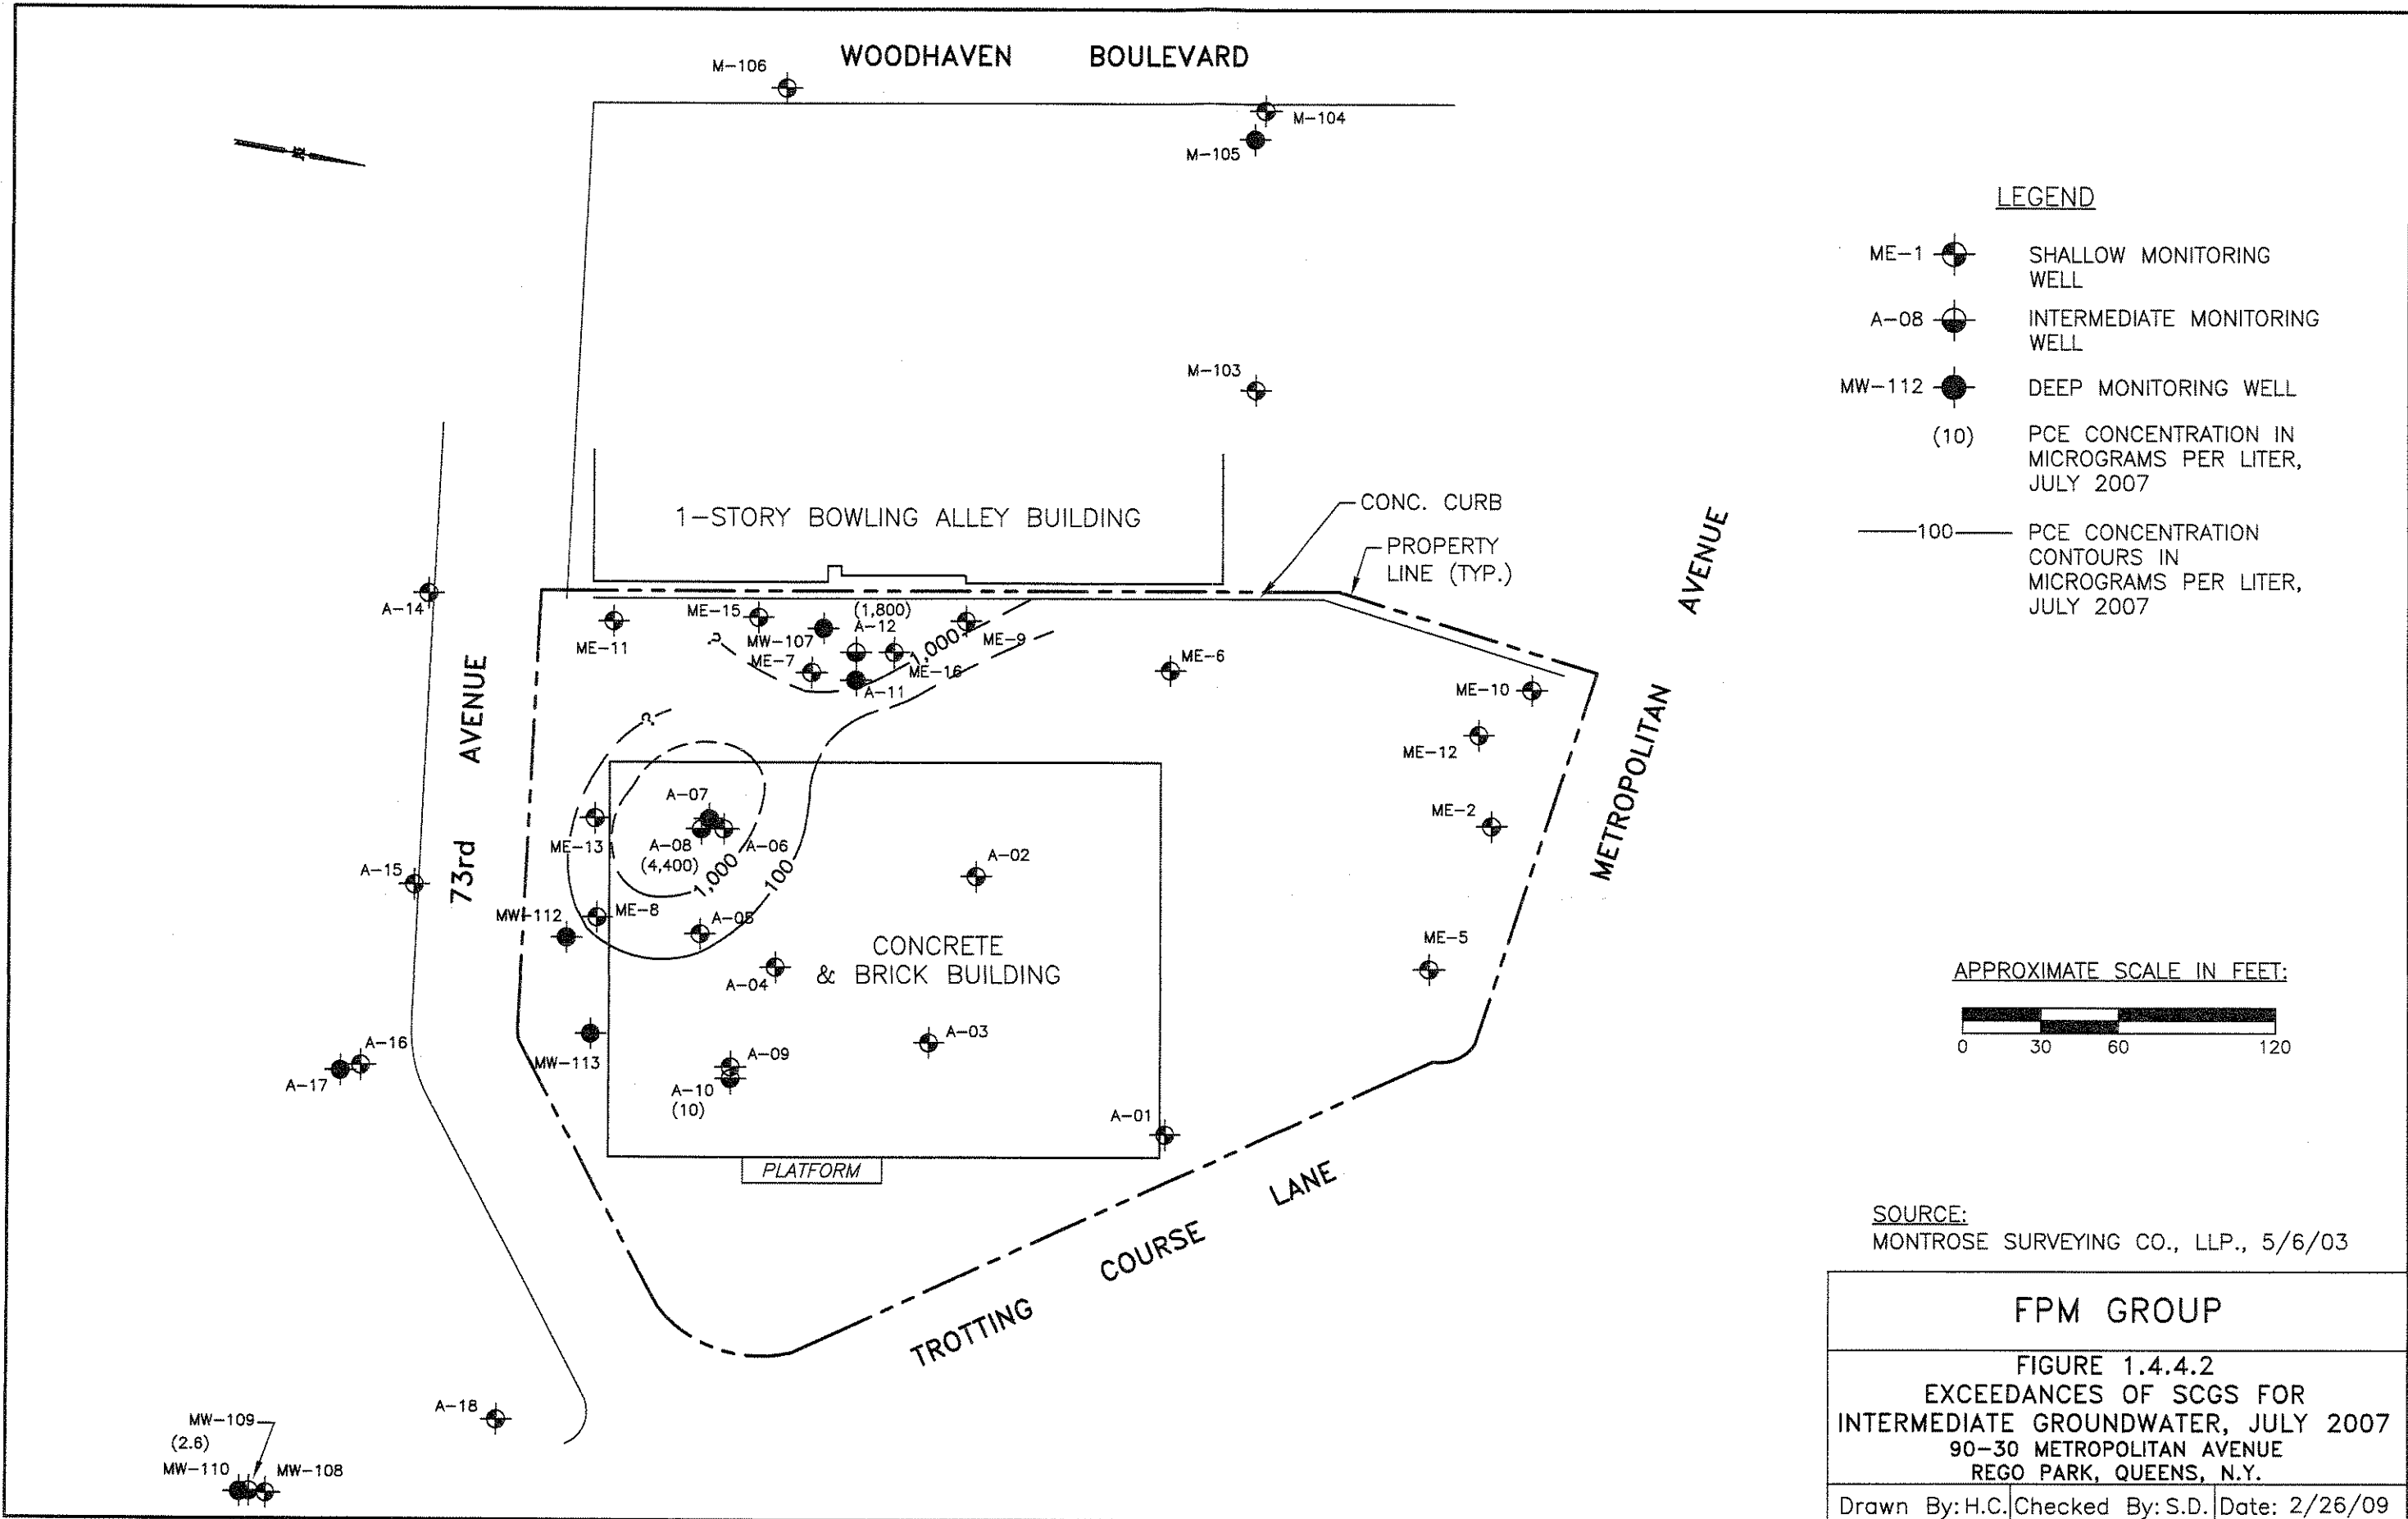 WOODHAVEN BOULEVARD
M-106
M-104
M-105
M-103
LEGEND
ME-1 SHALLOW MONITORING
WELL
A-08 INTERMEDIATE MONITORING
WELL
MW-112 DEEP MONITORING WELL
(10) PCE CONCENTRATION IN
MICROGRAMS PER LITER,
JULY 2007
100 PCE CONCENTRATION
CONTOURS IN
MICROGRAMS PER LITER,
JULY 2007
1-STORY BOWLING ALLEY BUILDING
CONC. CURB
PROPERTY
LINE (TYP.)
METROPOLITAN AVENUE
73rd AVENUE
A-14
ME-11
ME-15
MW-107
ME-7
(1,800)
A-12
A-11
ME-16
ME-9
1,000
?
ME-6
ME-10
ME-12
ME-2
ME-5
?
A-07
A-08
(4,400)
A-06
1,000
100
ME-13
A-15
MW-112
ME-8
A-05
A-02
A-04
CONCRETE
& BRICK BUILDING
A-03
MW-113
A-16
A-17
A-09
A-10
(10)
A-01
PLATFORM
TROTTING COURSE LANE
A-18
MW-109
(2.6)
MW-110
MW-108
APPROXIMATE SCALE IN FEET:
0 30 60 120
SOURCE:
MONTROSE SURVEYING CO., LLP., 5/6/03
FPM GROUP
FIGURE 1.4.4.2
EXCEEDANCES OF SCGS FOR
INTERMEDIATE GROUNDWATER, JULY 2007
90-30 METROPOLITAN AVENUE
REGO PARK, QUEENS, N.Y.
Drawn By: H.C. Checked By: S.D. Date: 2/26/09